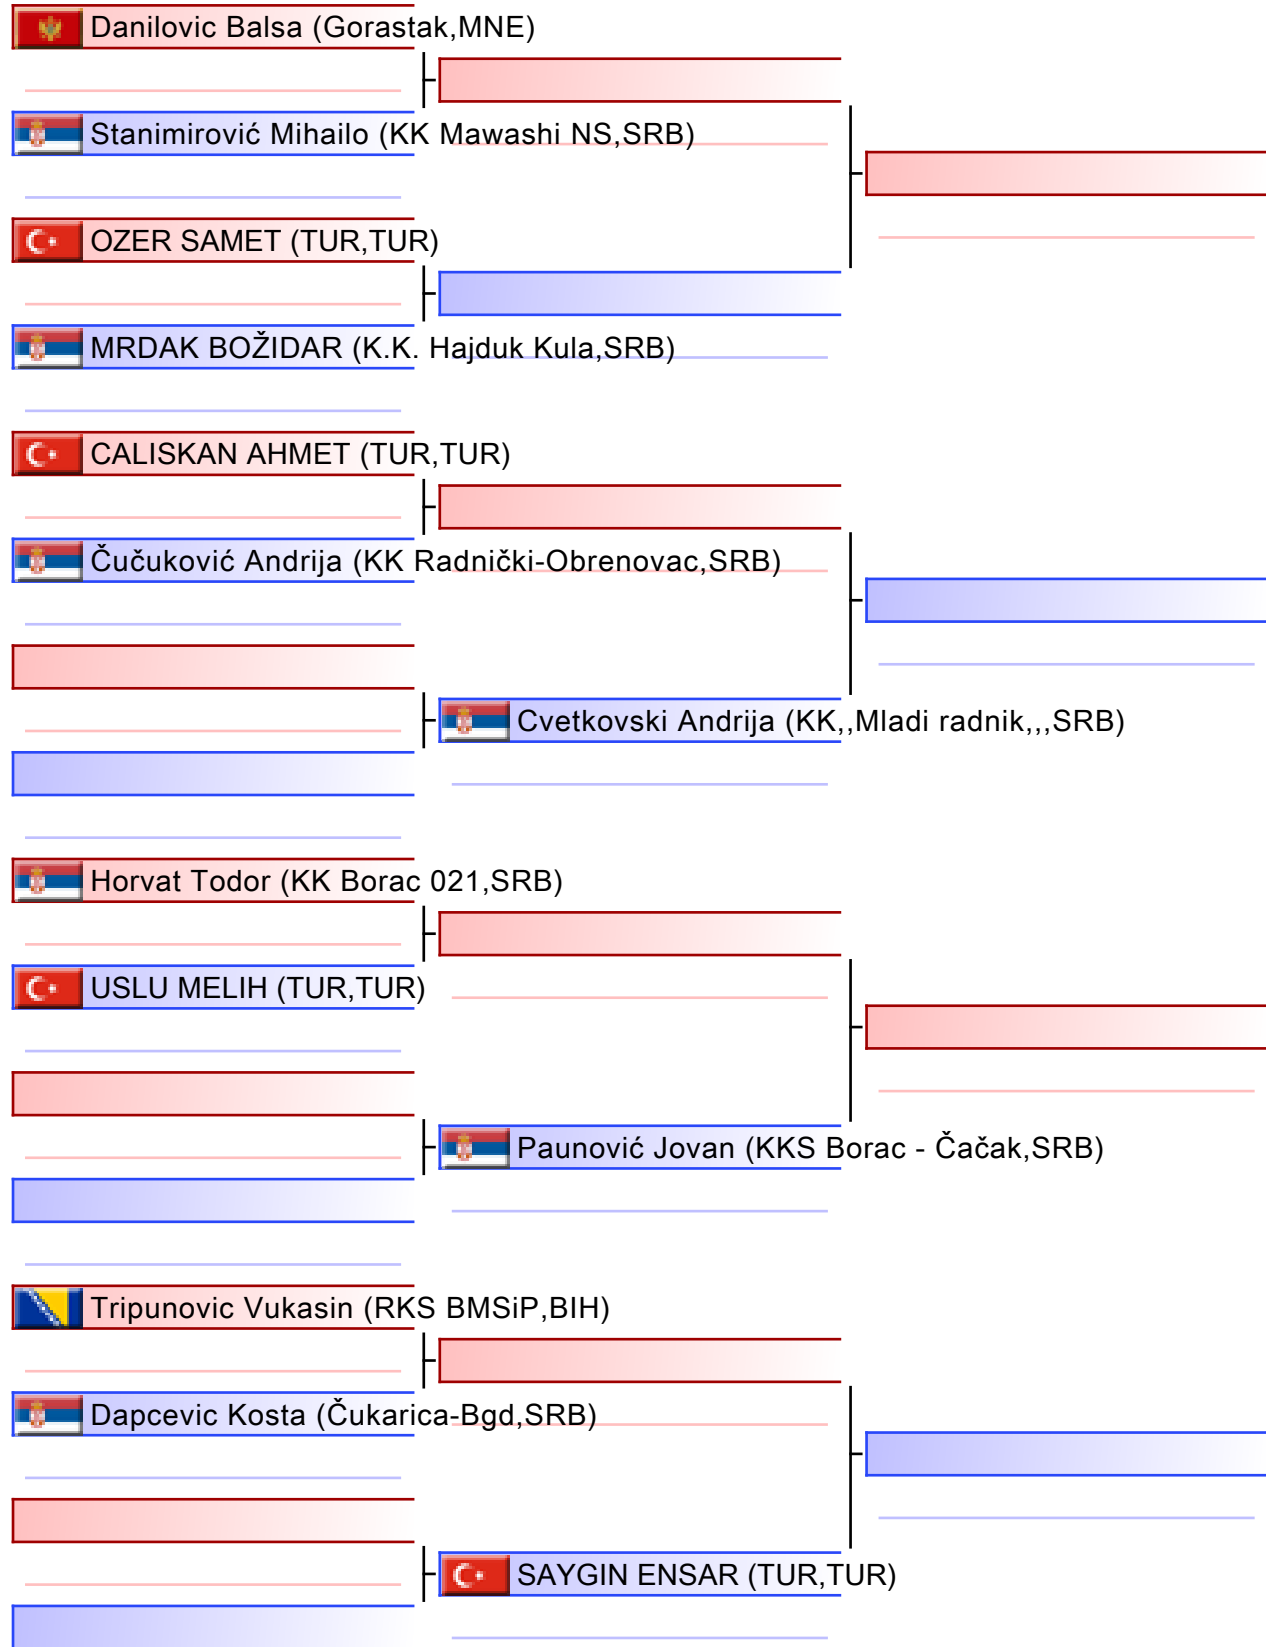 Danilovic Balsa (Gorastak,MNE)
Stanimirović Mihailo (KK Mawashi NS,SRB)
OZER SAMET (TUR,TUR)
MRDAK BOŽIDAR (K.K. Hajduk Kula,SRB)
CALISKAN AHMET (TUR,TUR)
Čučuković Andrija (KK Radnički-Obrenovac,SRB)
Cvetkovski Andrija (KK,,Mladi radnik,,,SRB)
Horvat Todor (KK Borac 021,SRB)
USLU MELIH (TUR,TUR)
Paunović Jovan (KKS Borac - Čačak,SRB)
Tripunovic Vukasin (RKS BMSiP,BIH)
Dapcevic Kosta (Čukarica-Bgd,SRB)
SAYGIN ENSAR (TUR,TUR)